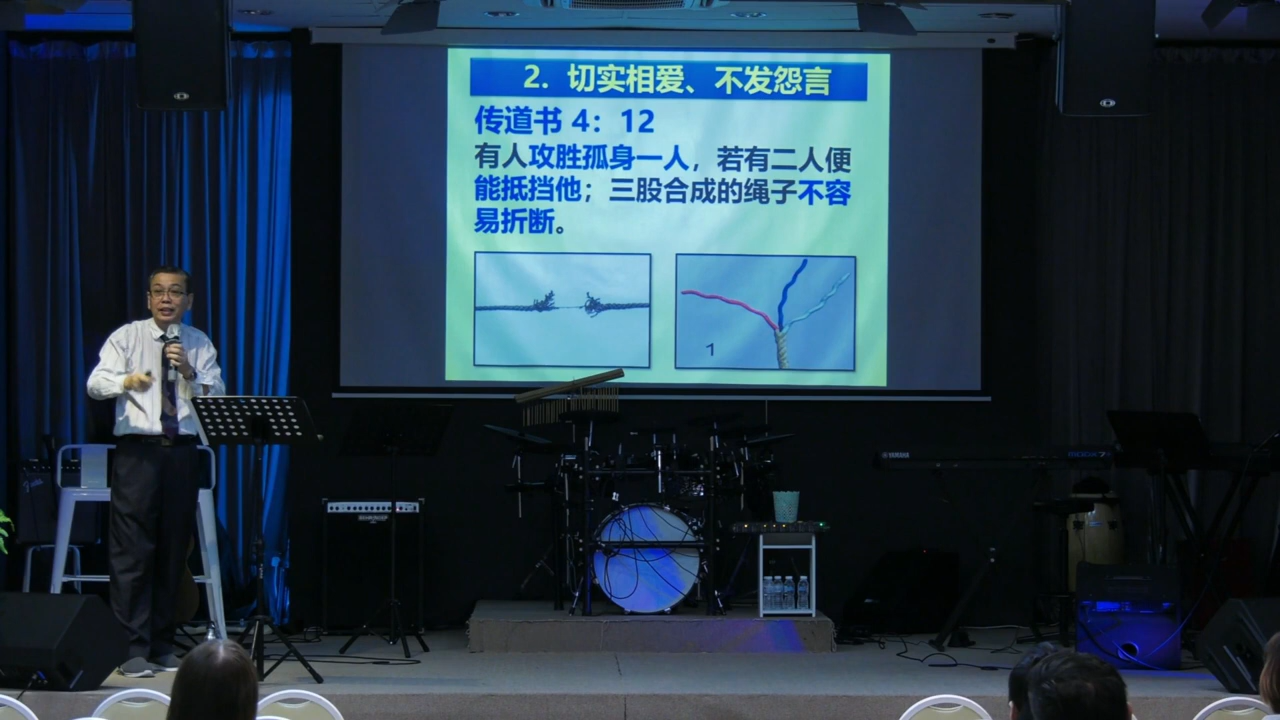 2. 切实相爱、不发怨言
传道书 4：12
有人攻胜孤身一人，若有二人便
能抵挡他；三股合成的绳子不容
易折断。
1
YAMAHA